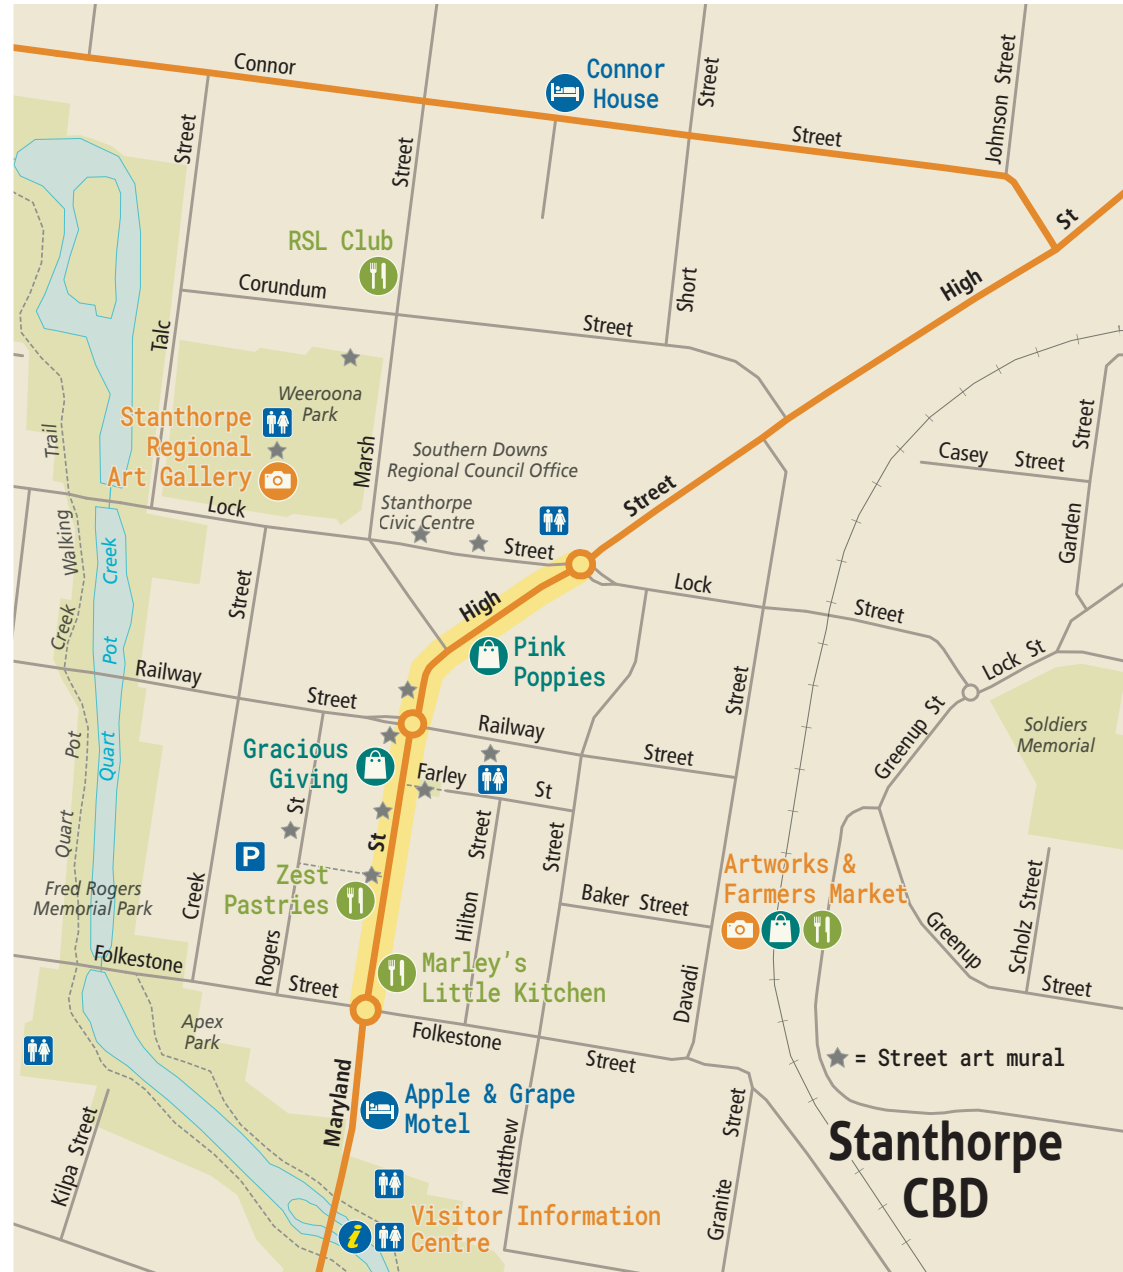 Connor
Connor
House
Street
Street
Johnson Street
Street
Street
St
High
RSL Club
Corundum
Street
Short
Talc
Weeroona
Park
Stanthorpe
Regional
Art Gallery
Marsh
Southern Downs
Regional Council Office
Stanthorpe
Civic Centre
Lock
Street
Street
Lock
Street
Casey Street
Street
Garden
Trail
Walking
Creek
Pot
Quart
Creek
Pot
Quart
Street
High
Pink
Poppies
Railway
Street
Railway
Street
Street
Lock St
Greenup St
Soldiers
Memorial
Gracious
Giving
Farley
St
St
St
P
Street
Street
Zest
Pastries
Fred Rogers
Memorial Park
Creek
Rogers
Hilton
Baker Street
Artworks &
Farmers Market
Greenup
Scholz Street
Street
Folkestone
Street
Marley's
Little Kitchen
Davadi
Folkestone
Street
Apex
Park
= Street art mural
Maryland
Apple & Grape
Motel
Kilpa Street
Matthew
Street
Granite
Stanthorpe
CBD
i
Visitor Information
Centre